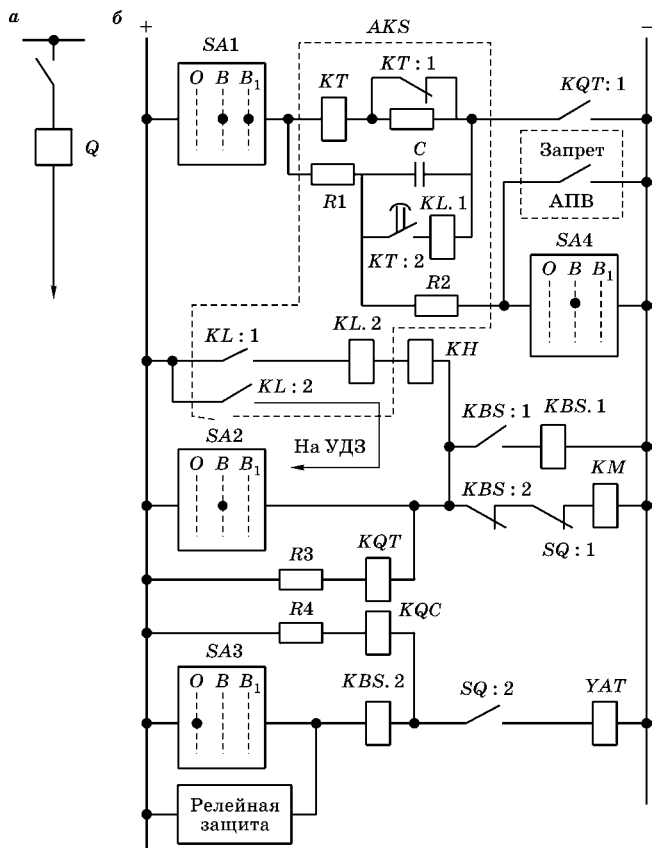 а
б
+
−
Q
SA1
O B B1
AKS
KT
KT : 1
KQT : 1
R1
C
KL.1
KT : 2
R2
Запрет
АПВ
SA4
O B B1
KL : 1
KL.2
KH
KL : 2
На УДЗ
SA2
O B B1
KBS : 1
KBS.1
KBS : 2
KM
SQ : 1
R3
KQT
R4
KQC
SA3
O B B1
KBS.2
SQ : 2
YAT
Релейная
защита